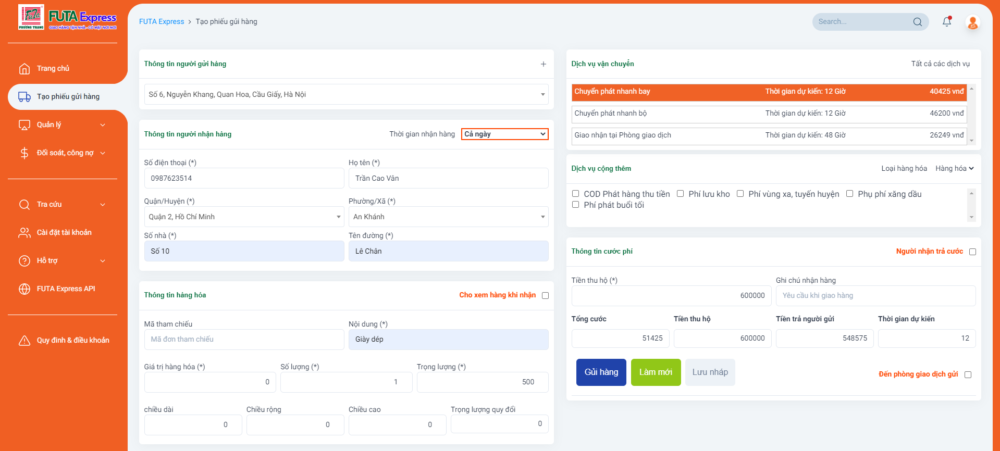 FuTa
PHƯƠNG TRANG
FUTA Express
GIAO HÀNG TẬN NHÀ - CÓ MẶT NƠI NƠI
Trang chủ
Tạo phiếu gửi hàng
Quản lý
Đối soát, công nợ
Tra cứu
Cài đặt tài khoản
Hỗ trợ
FUTA Express API
Quy đinh & điều khoản
FUTA Express > Tạo phiếu gủi hàng
Search...
Thông tin người gửi hàng
Số 6, Nguyễn Khang, Quan Hoa, Cầu Giấy, Hà Nội
Thông tin người nhận hàng
Thời gian nhận hàng Cả ngày
Số điện thoại (*) Họ tên (*)
0987623514 Trần Cao Vân
Quận/Huyện (*) Phường/Xã (*)
Quận 2, Hồ Chí Minh An Khánh
Số nhà (*) Tên đường (*)
Số 10 Lê Chân
Thông tin hàng hóa Cho xem hàng khi nhận
Mã tham chiếu Nội dung (*)
Mã đơn tham chiếu Giày dép
Giá trị hàng hóa (*) Số lượng (*) Trọng lượng (*)
0 1 500
chiều dài Chiều rộng Chiều cao Trọng lượng quy đổi
0 0 0 0
Dịch vụ vận chuyển Tất cả các dịch vụ
Chuyển phát nhanh bay Thời gian dự kiến: 12 Giờ 40425 vnđ
Chuyển phát nhanh bộ Thời gian dự kiến: 12 Giờ 46200 vnđ
Giao nhận tại Phòng giao dịch Thời gian dự kiến: 48 Giờ 26249 vnđ
Dịch vụ cộng thêm Loại hàng hóa Hàng hóa
COD Phát hàng thu tiền Phí lưu kho Phí vùng xa, tuyến huyện Phụ phí xăng dầu
Phí phát buổi tối
Thông tin cước phí Người nhận trả cước
Tiền thu hộ (*) Ghi chú nhận hàng
600000 Yêu cầu khi giao hàng
Tổng cước Tiền thu hộ Tiền trả người gửi Thời gian dự kiến
51425 600000 548575 12
Gủi hàng Làm mới Lưu nháp
Đến phòng giao dịch gửi